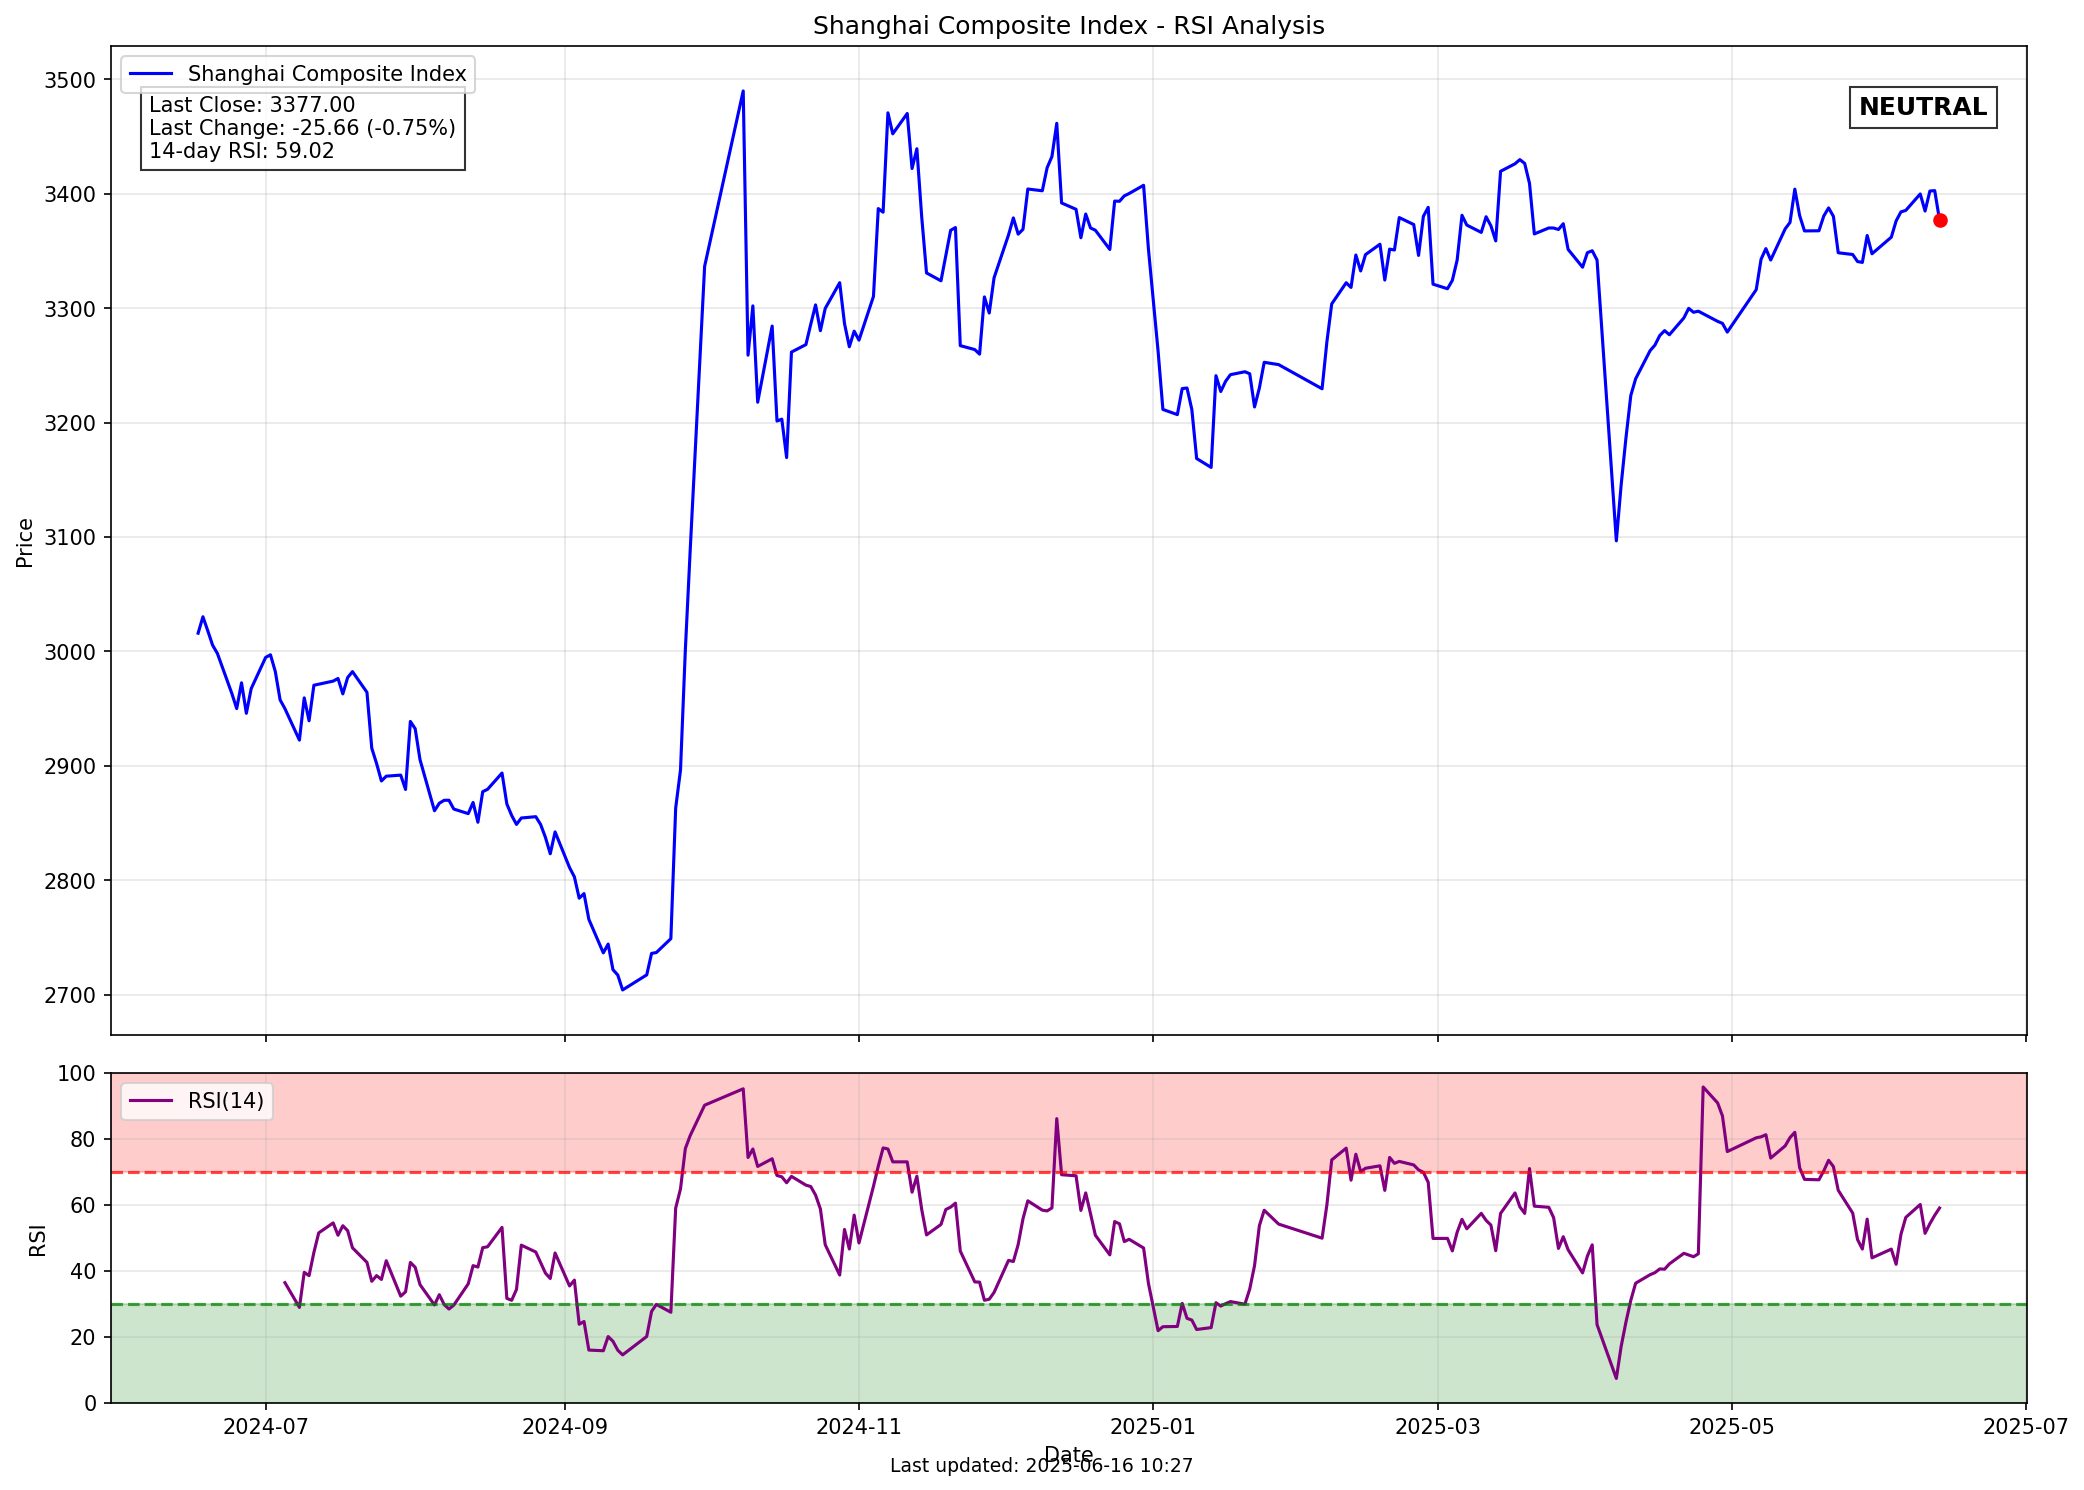 Shanghai Composite Index - RSI Analysis
Shanghai Composite Index
Last Close: 3377.00
Last Change: -25.66 (-0.75%)
14-day RSI: 59.02
NEUTRAL
3500
3400
3300
3200
3100
3000
2900
2800
2700
Price
RSI(14)
100
80
60
40
20
0
RSI
2024-07
2024-09
2024-11
2025-01
2025-03
2025-05
2025-07
Date
Last updated: 2025-06-16 10:27